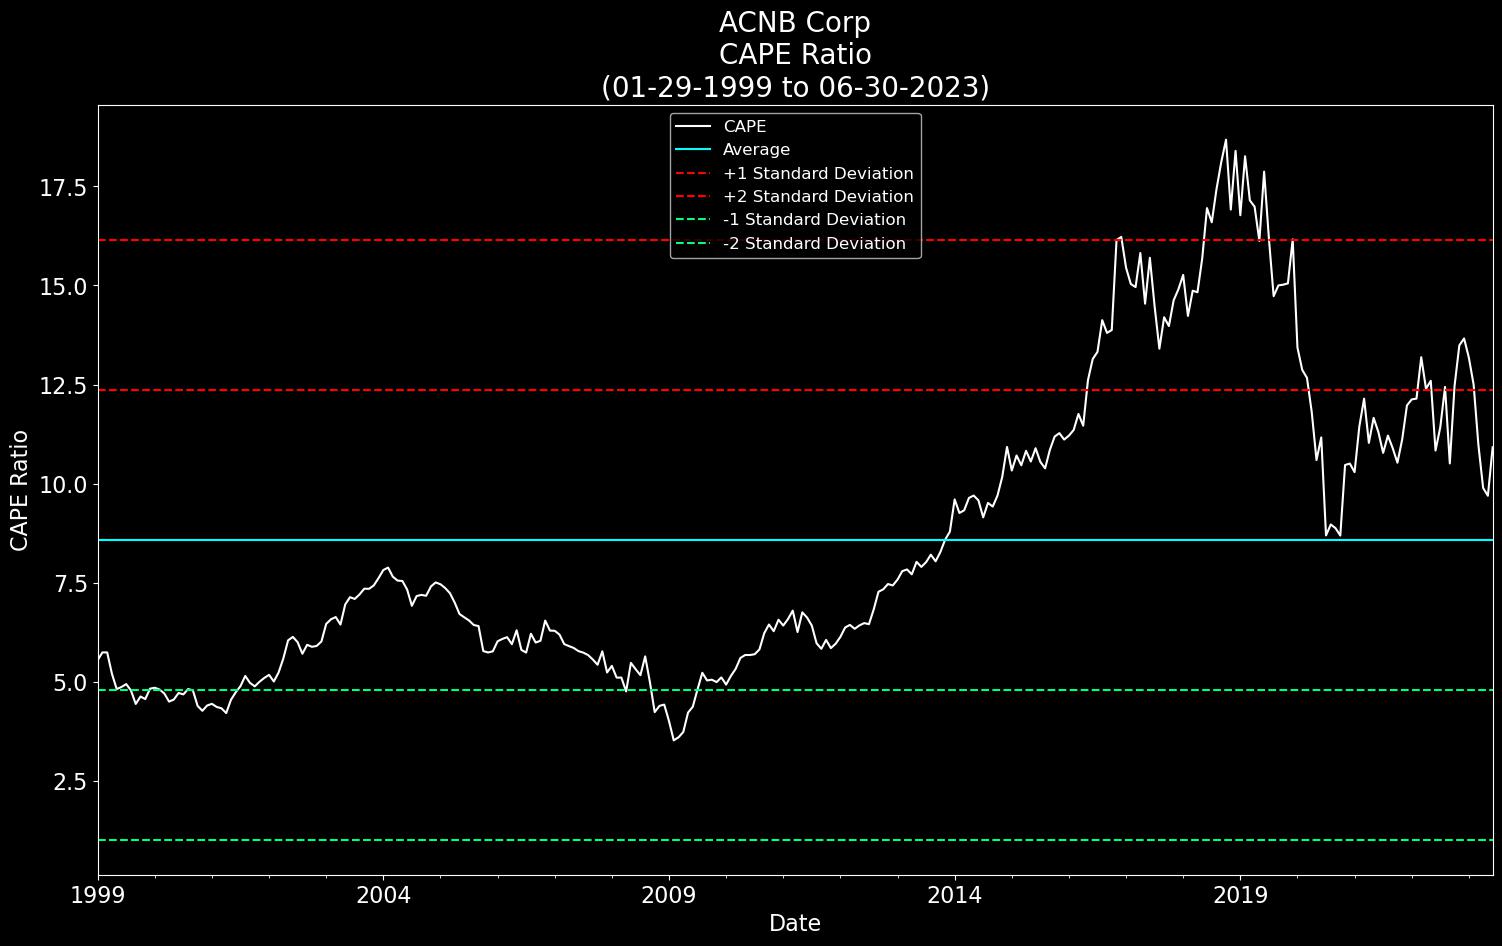 ACNB Corp
CAPE Ratio
(01-29-1999 to 06-30-2023)
CAPE
Average
+1 Standard Deviation
+2 Standard Deviation
-1 Standard Deviation
-2 Standard Deviation
17.5
15.0
12.5
10.0
7.5
5.0
2.5
CAPE Ratio
1999 2004 2009 2014 2019
Date